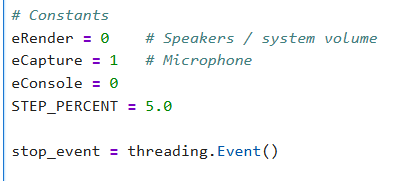 # Constants
eRender = 0    # Speakers / system volume
eCapture = 1   # Microphone
eConsole = 0
STEP_PERCENT = 5.0
stop_event = threading.Event()